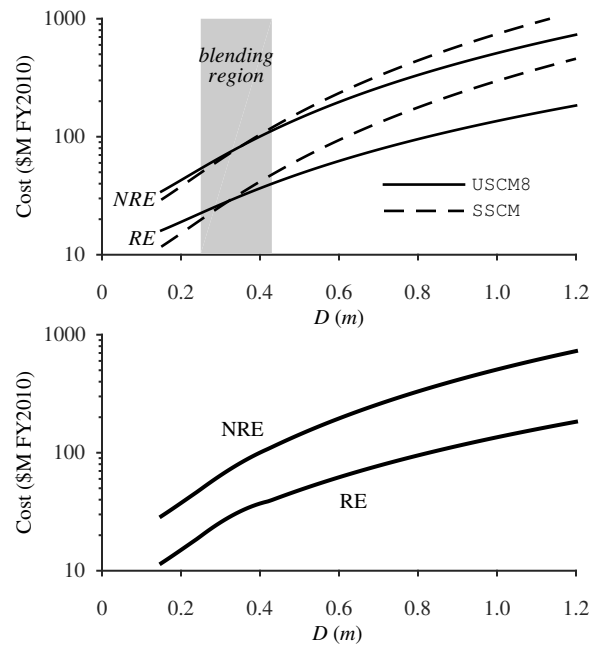 1000
100
10
Cost ($M FY2010)
blending
region
NRE
RE
USCM8
SSCM
0 0.2 0.4 0.6 0.8 1.0 1.2
D (m)
1000
100
10
Cost ($M FY2010)
NRE
RE
0 0.2 0.4 0.6 0.8 1.0 1.2
D (m)